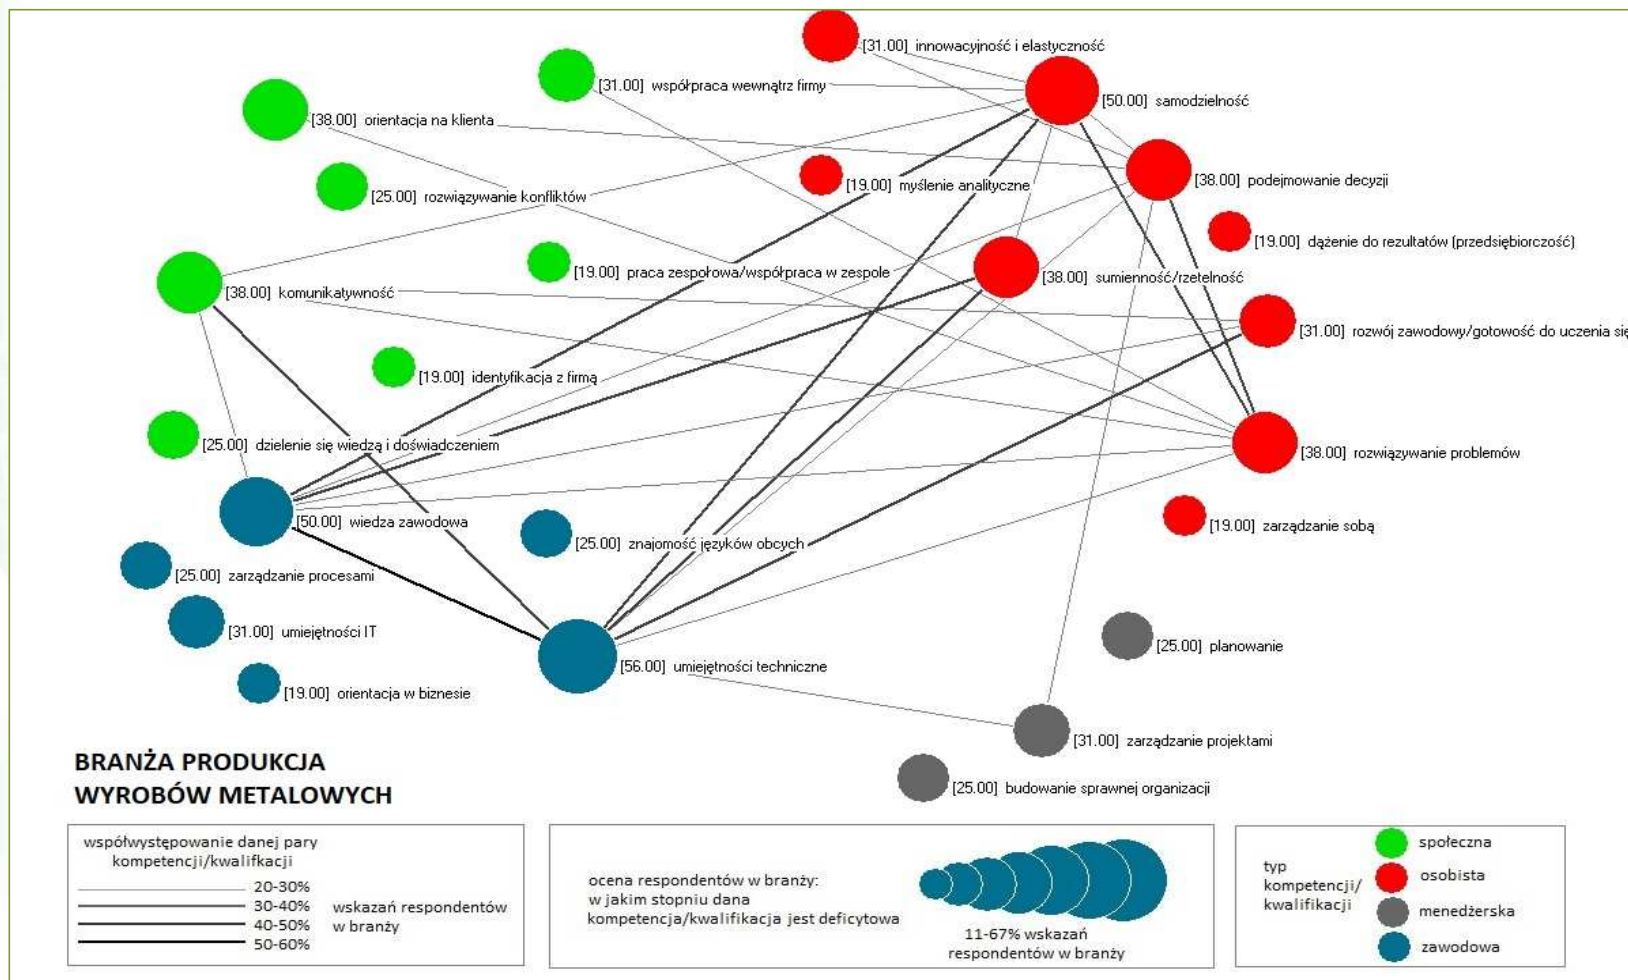 [31.00] innowacyjność i elastyczność
[31.00] współpraca wewnątrz firmy
[50.00] samodzielność
[38.00] orientacja na klienta
[38.00] podejmowanie decyzji
[19.00] myślenie analityczne
[25.00] rozwiązywanie konfliktów
[19.00] dążenie do rezultatów (przedsiębiorczość)
[19.00] praca zespołowa/współpraca w zespole
[38.00] sumienność/rzetelność
[38.00] komunikatywność
[31.00] rozwój zawodowy/gotowość do uczenia się
[19.00] identyfikacja z firmą
[25.00] dzielenie się wiedzą i doświadczeniem
[38.00] rozwiązywanie problemów
[50.00] wiedza zawodowa
[19.00] zarządzanie sobą
[25.00] znajomość języków obcych
[25.00] zarządzanie procesami
[31.00] umiejętności IT
[25.00] planowanie
[56.00] umiejętności techniczne
[19.00] orientacja w biznesie
[31.00] zarządzanie projektami
[25.00] budowanie sprawnej organizacji
BRANŻA PRODUKCJA
WYROBÓW METALOWYCH
współwystępowanie danej pary
kompetencji/kwalifkacji
20-30%
30-40%
40-50%
50-60%
wskazań respondentów
w branży
ocena respondentów w branży:
w jakim stopniu dana
kompetencja/kwalifikacja jest deficytowa
11-67% wskazań
respondentów w branży
typ
kompetencji/
kwalifikacji
społeczna
osobista
menedżerska
zawodowa